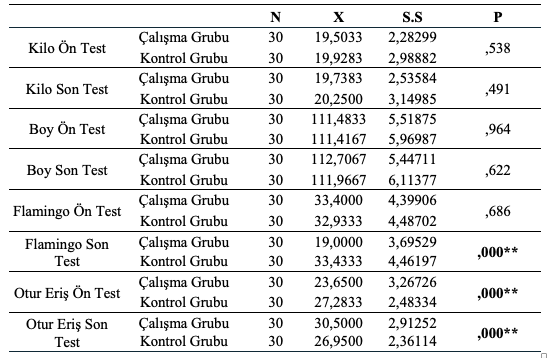 N X S.S P
Kilo Ön Test Çalışma Grubu 30 19,5033 2,28299 ,538
Kontrol Grubu 30 19,9283 2,98882
Kilo Son Test Çalışma Grubu 30 19,7383 2,53584 ,491
Kontrol Grubu 30 20,2500 3,14985
Boy Ön Test Çalışma Grubu 30 111,4833 5,51875 ,964
Kontrol Grubu 30 111,4167 5,96987
Boy Son Test Çalışma Grubu 30 112,7067 5,44711 ,622
Kontrol Grubu 30 111,9667 6,11377
Flamingo Ön Test Çalışma Grubu 30 33,4000 4,39906 ,686
Kontrol Grubu 30 32,9333 4,48702
Flamingo Son Test Çalışma Grubu 30 19,0000 3,69529 ,000**
Kontrol Grubu 30 33,4333 4,46197
Otur Eriş Ön Test Çalışma Grubu 30 23,6500 3,26726 ,000**
Kontrol Grubu 30 27,2833 2,48334
Otur Eriş Son Test Çalışma Grubu 30 30,5000 2,91252 ,000**
Kontrol Grubu 30 26,9500 2,36114